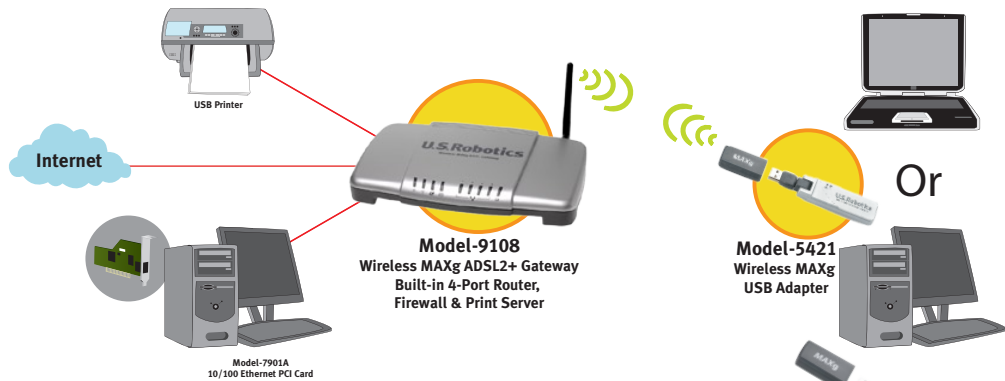 USB Printer
Internet
U.S.Robotics
MAXg
U.S.Robotics
Or
Model-9108
Wireless MAXg ADSL2+ Gateway
Built-in 4-Port Router,
Firewall & Print Server
Model-5421
Wireless MAXg
USB Adapter
Model-7901A
10/100 Ethernet PCI Card
MAXg